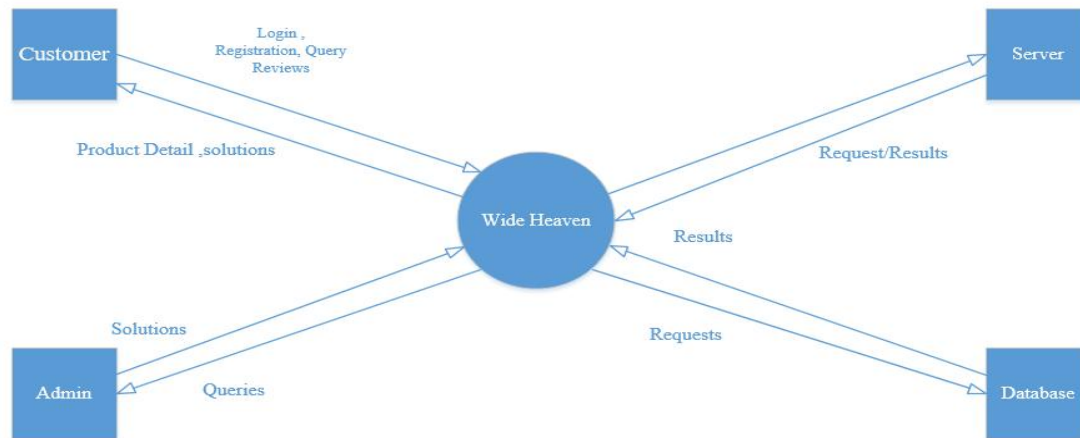 Customer
Login ,
Registration, Query
Reviews
Server
Product Detail ,solutions
Request/Results
Wide Heaven
Results
Solutions
Requests
Admin
Queries
Database